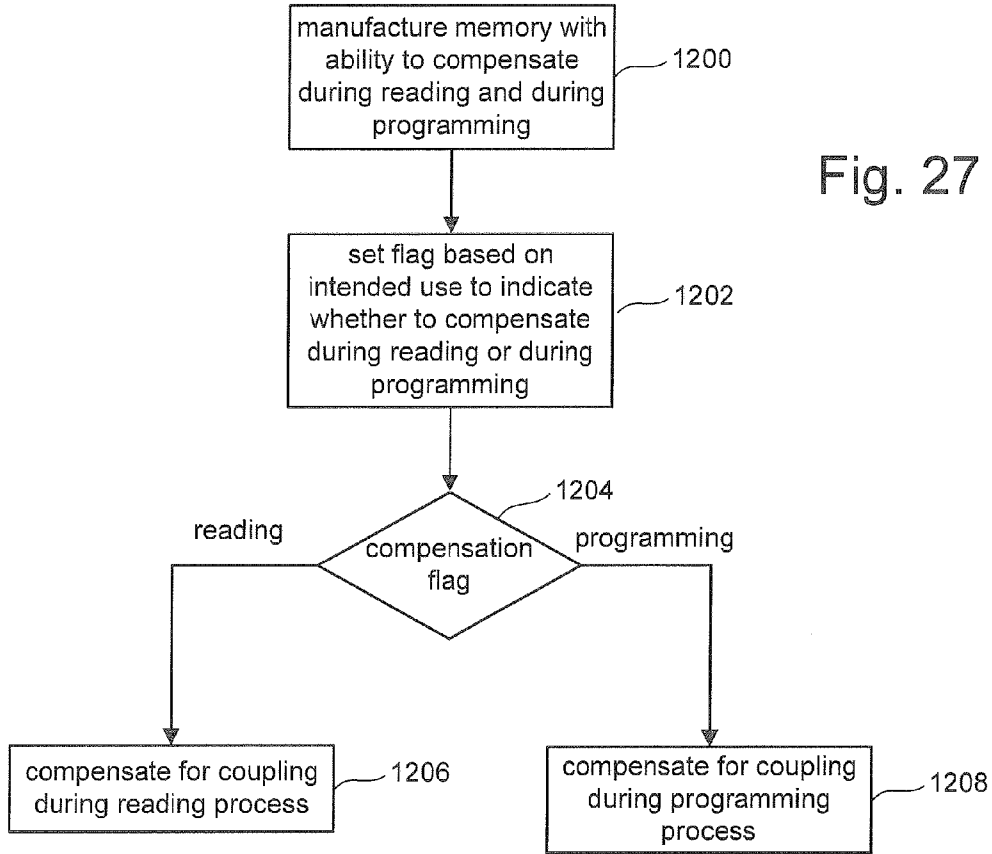 manufacture memory with
ability to compensate
during reading and during
programming
1200
Fig. 27
set flag based on
intended use to indicate
whether to compensate
during reading or during
programming
1202
1204
reading
compensation
flag
programming
compensate for coupling
during reading process
1206
compensate for coupling
during programming
process
1208